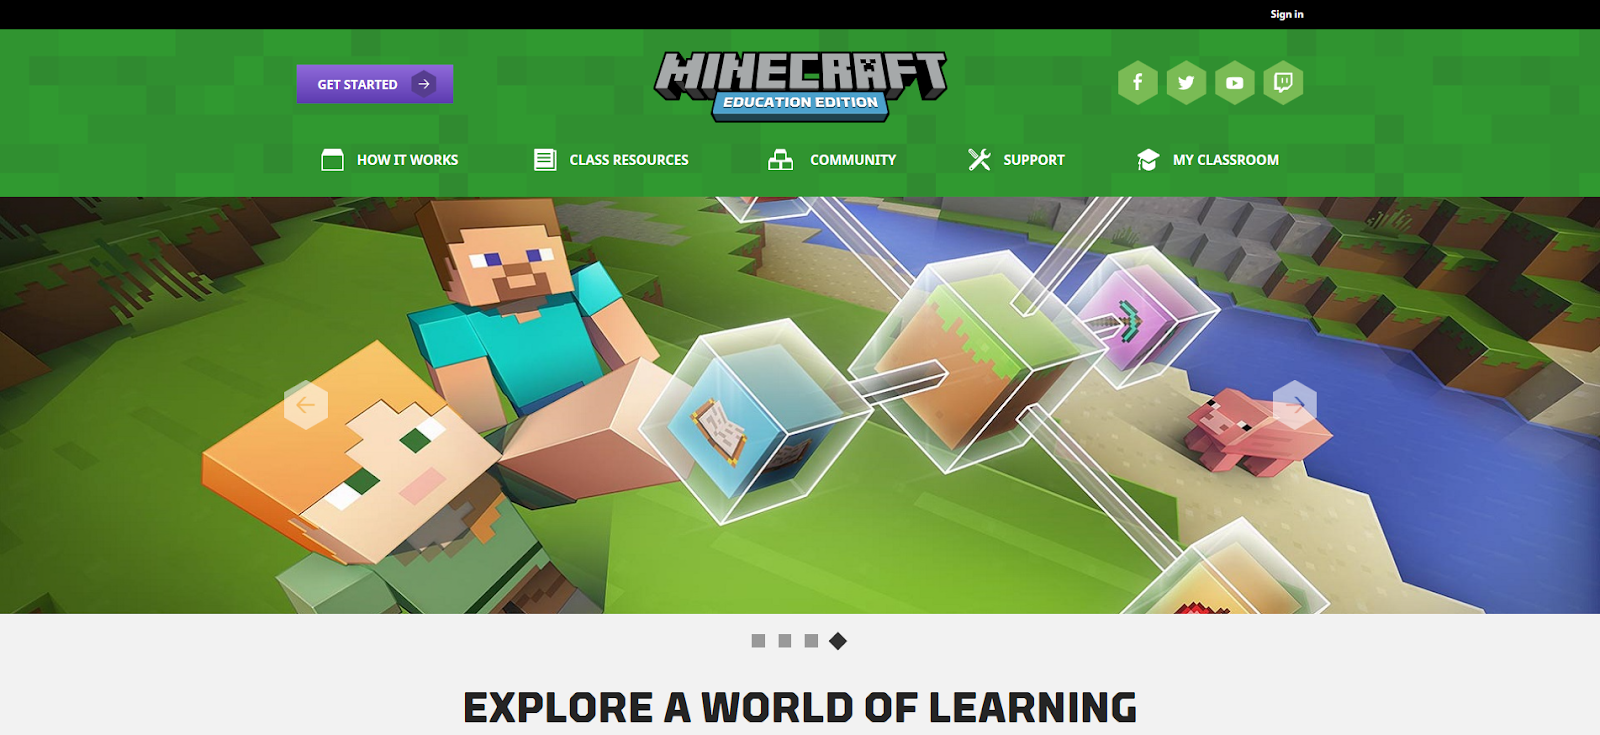 Sign in
GET STARTED
MINECRAFT
EDUCATION EDITION
HOW IT WORKS
CLASS RESOURCES
COMMUNITY
SUPPORT
MY CLASSROOM
EXPLORE A WORLD OF LEARNING